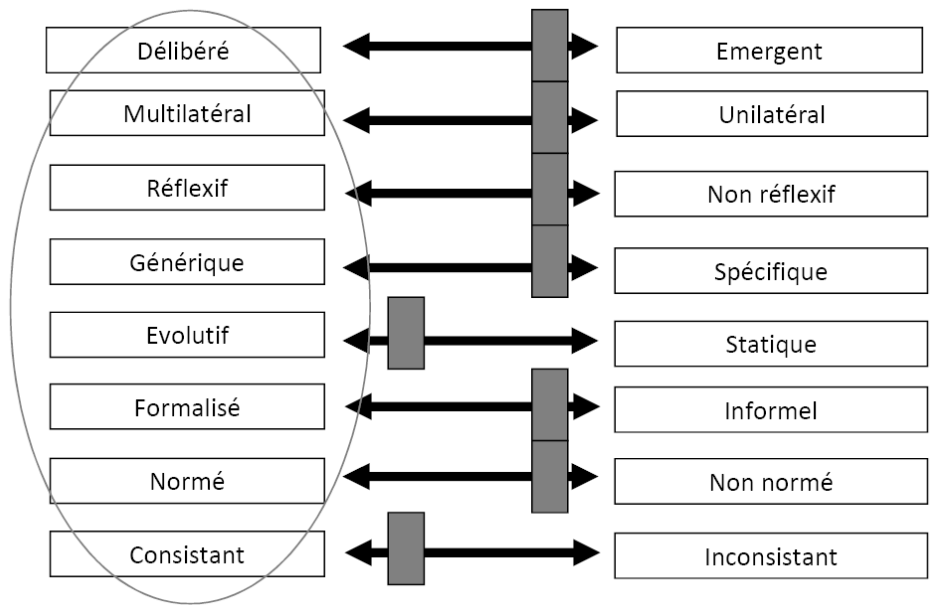 Délibéré Emergent
Multilatéral Unilatéral
Réflexif Non réflexif
Générique Spécifique
Evolutif Statique
Formalisé Informel
Normé Non normé
Consistant Inconsistant